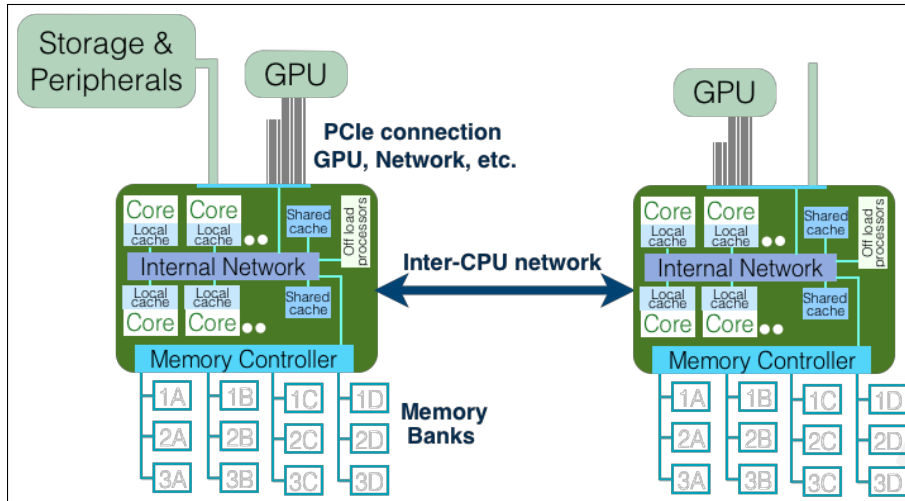 Storage &
Peripherals
GPU
PCIe connection
GPU, Network, etc.
Core
Local
cache
Core
Local
cache
Shared
cache
Off load
processors
Internal Network
Local
cache
Core
Local
cache
Core
Shared
cache
Memory Controller
1A
1B
1C
1D
2A
2B
2C
2D
3A
3B
3C
3D
Inter-CPU network
Memory
Banks
GPU
Core
Local
cache
Core
Local
cache
Shared
cache
Off load
processors
Internal Network
Local
cache
Core
Local
cache
Core
Shared
cache
Memory Controller
1A
1B
1C
1D
2A
2B
2C
2D
3A
3B
3C
3D